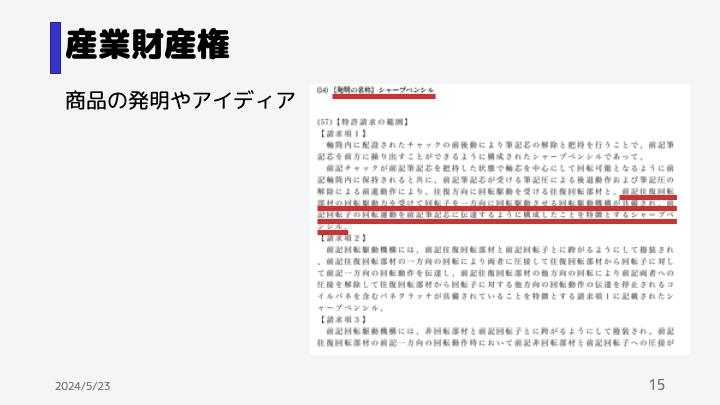 産業財産権
商品の発明やアイディア
(54)【発明の名称】シャープペンシル
(57)【特許請求の範囲】
【請求項1】
軸筒内に配設されたチャックの前後動により筆記芯の解除と把持を行うことで、前記筆
記芯を前方に繰り出すことができるように構成されたシャープペンシルであって、
前記チャックが前記筆記芯を把持した状態で軸芯を中心にして回転可能となるように前
記軸筒内に保持されると共に、前記筆記芯が受ける筆記圧による後退動作および筆記圧の
解除による前進動作により、往復方向に回転駆動を受ける往復回転部材と、前記往復回転
部材の回転駆動力を受けて回転子を一方向に回転駆動させる回転駆動機構が具備され、前
記回転子の回転運動を前記筆記芯に伝達するように構成したことを特徴とするシャープペ
ンシル。
【請求項2】
前記回転駆動機構には、前記往復回転部材と前記回転子とに跨がるようにして捲装され
、前記往復回転部材の一方向の回転により両者に圧接して往復回転部材から回転子に対し
て前記一方向の回転動作を伝達し、前記往復回転部材の他方向の回転により前記両者への
圧接を解除して往復回転部材から回転子に対する他方向の回転動作の伝達を停止されるコ
イルバネを含むバネクラッチが具備されていることを特徴とする請求項1に記載されたシ
ャープペンシル。
【請求項3】
前記回転駆動機構には、非回転部材と前記回転子とに跨がるようにして捲装され、前記
往復回転部材の前記一方向の回転動作時において前記非回転部材と前記回転子への圧接が
2024/5/23
15